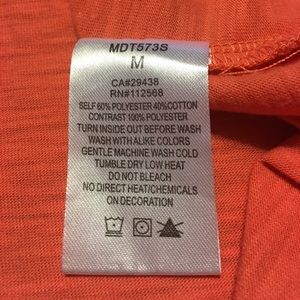 MDT573S
M
CA#29438
RN#112568
SELF 60% POLYESTER 40%COTTON
CONTRAST 100% POLYESTER
TURN INSIDE OUT BEFORE WASH
WASH WITH ALIKE COLORS
GENTLE MACHINE WASH COLD
TUMBLE DRY LOW HEAT
DO NOT BLEACH
NO DIRECT HEAT/CHEMICALS
ON DECORATION